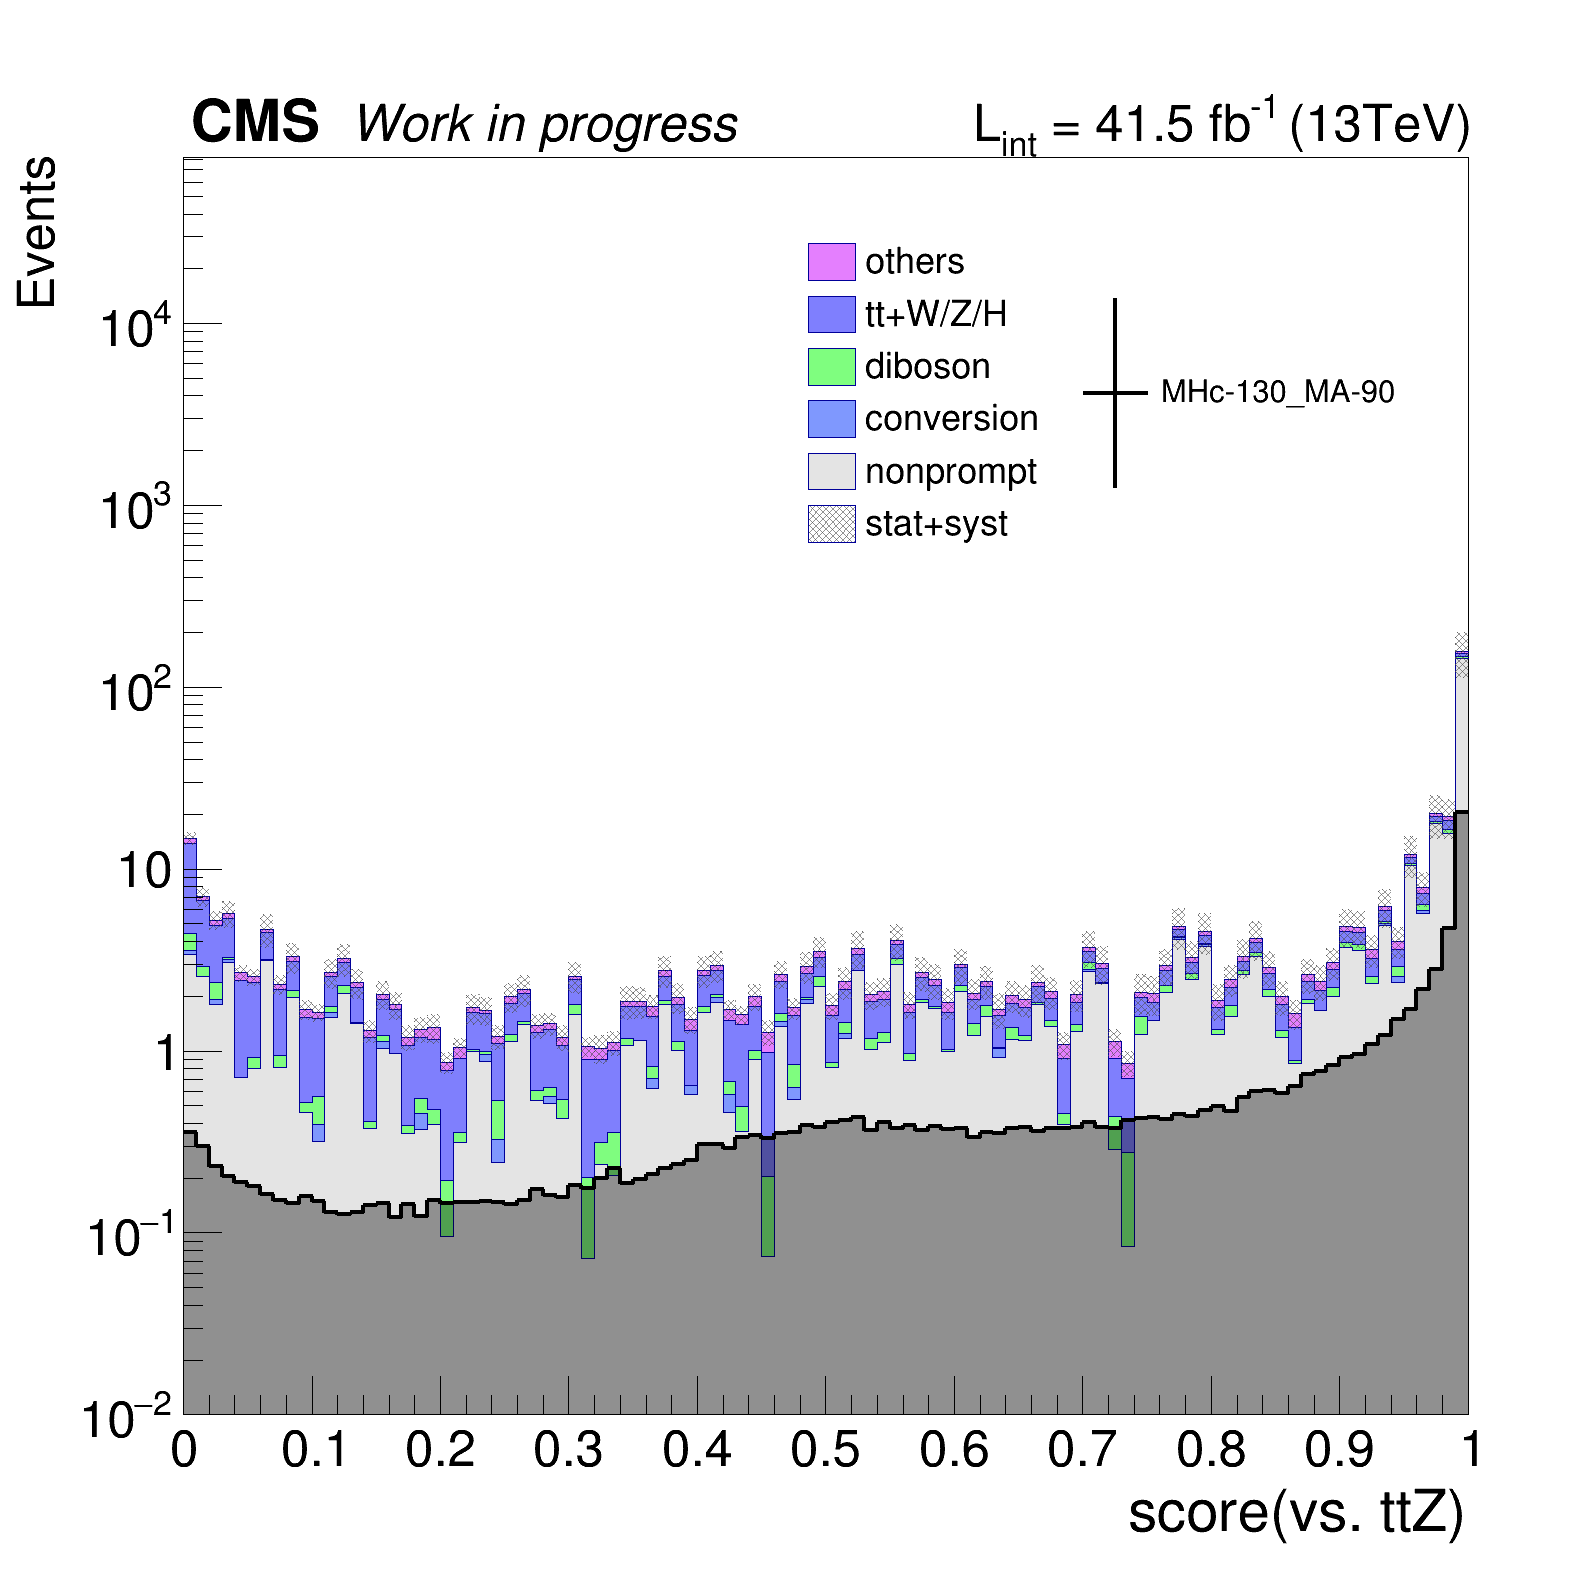 CMS Work in progress L_int = 41.5 fb^-1 (13TeV)
Events
others
tt+W/Z/H
diboson
conversion
nonprompt
stat+syst
MHc-130_MA-90
10^4
10^3
10^2
10
1
10^−1
10^−2
0 0.1 0.2 0.3 0.4 0.5 0.6 0.7 0.8 0.9 1
score(vs. ttZ)